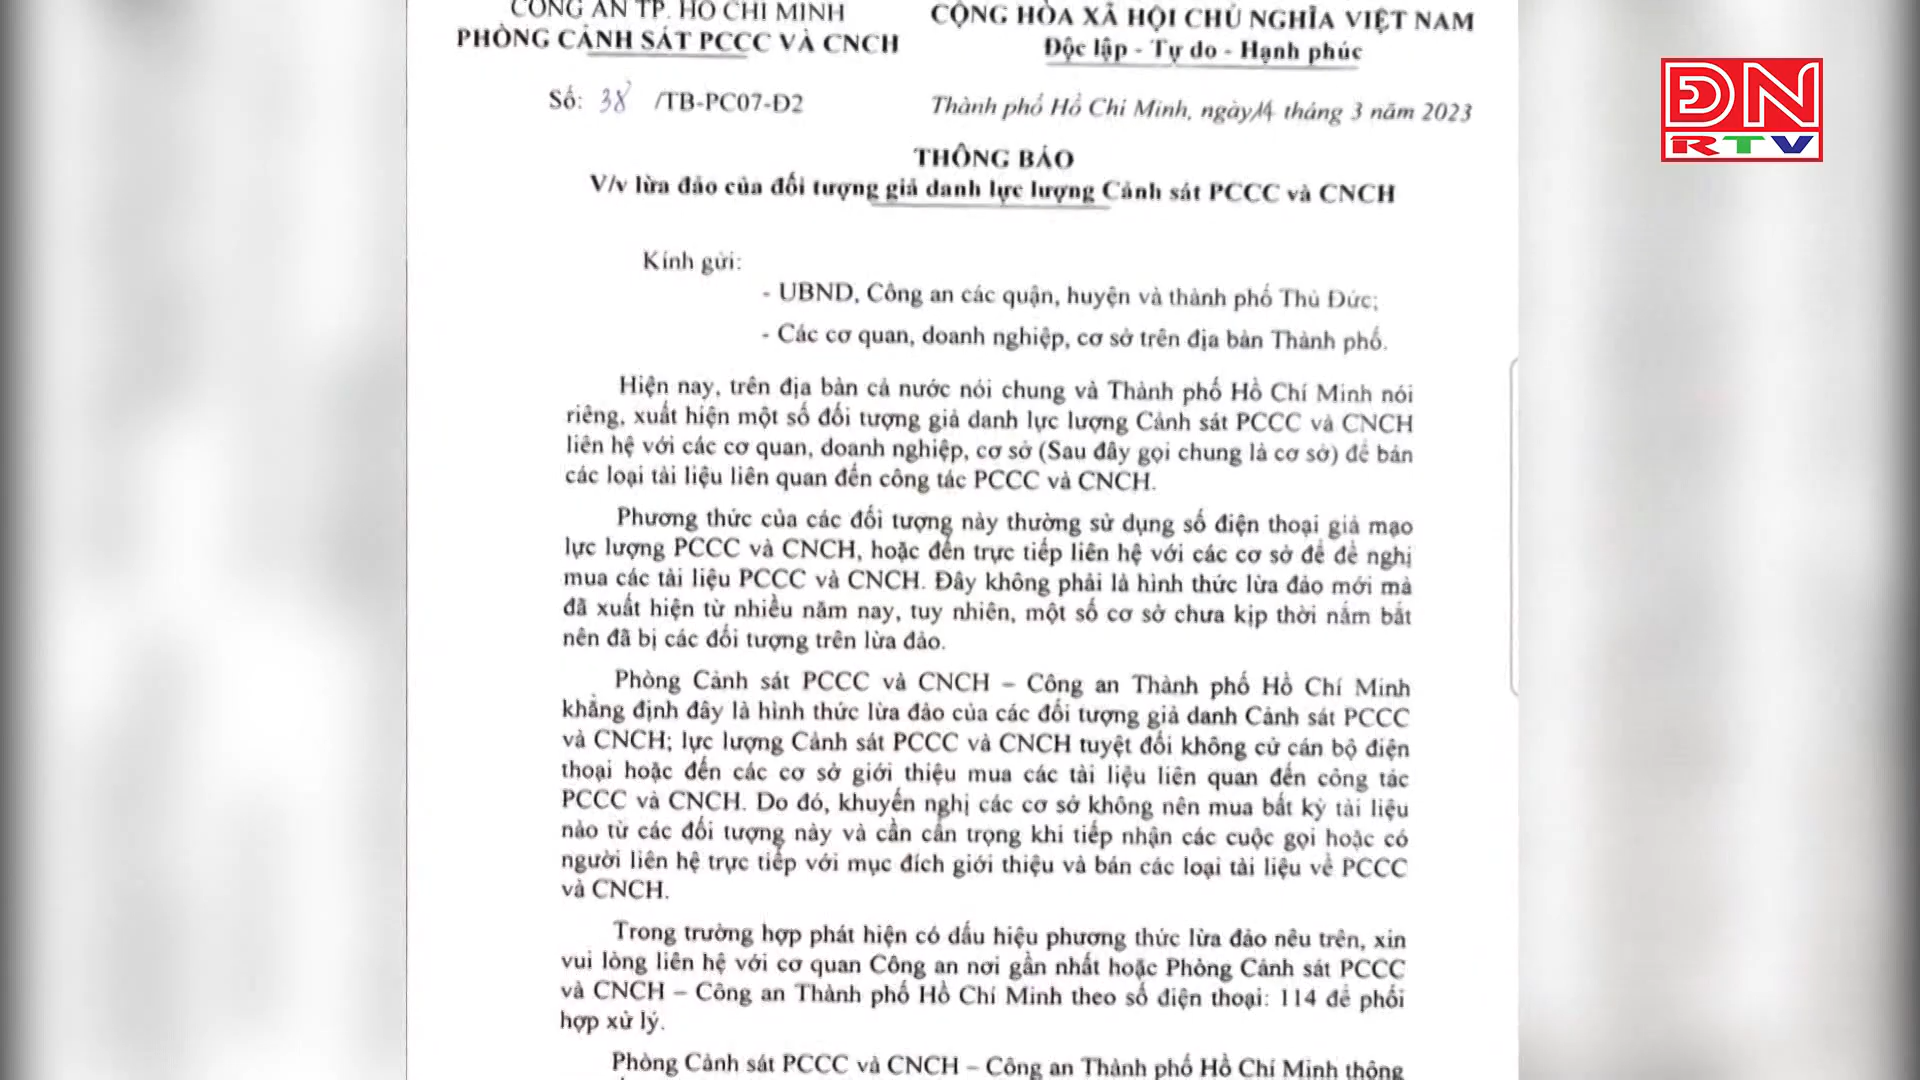 CÔNG AN TP. HỒ CHÍ MINH
PHÒNG CẢNH SÁT PCCC VÀ CNCH
CỘNG HÒA XÃ HỘI CHỦ NGHĨA VIỆT NAM
Độc lập - Tự do - Hạnh phúc
Số: 38 /TB-PC07-Đ2
Thành phố Hồ Chí Minh, ngày 14 tháng 3 năm 2023
DN
RTV
THÔNG BÁO
V/v lừa đảo của đối tượng giả danh lực lượng Cảnh sát PCCC và CNCH
Kính gửi:
- UBND, Công an các quận, huyện và thành phố Thủ Đức;
- Các cơ quan, doanh nghiệp, cơ sở trên địa bàn Thành phố.
Hiện nay, trên địa bàn cả nước nói chung và Thành phố Hồ Chí Minh nói
riêng, xuất hiện một số đối tượng giả danh lực lượng Cảnh sát PCCC và CNCH
liên hệ với các cơ quan, doanh nghiệp, cơ sở (Sau đây gọi chung là cơ sở) để bán
các loại tài liệu liên quan đến công tác PCCC và CNCH.
Phương thức của các đối tượng này thường sử dụng số điện thoại giả mạo
lực lượng PCCC và CNCH, hoặc đến trực tiếp liên hệ với các cơ sở để đề nghị
mua các tài liệu PCCC và CNCH. Đây không phải là hình thức lừa đảo mới mà
đã xuất hiện từ nhiều năm nay, tuy nhiên, một số cơ sở chưa kịp thời nắm bắt
nên đã bị các đối tượng trên lừa đảo.
Phòng Cảnh sát PCCC và CNCH – Công an Thành phố Hồ Chí Minh
khẳng định đây là hình thức lừa đảo của các đối tượng giả danh Cảnh sát PCCC
và CNCH; lực lượng Cảnh sát PCCC và CNCH tuyệt đối không cử cán bộ điện
thoại hoặc đến các cơ sở giới thiệu mua các tài liệu liên quan đến công tác
PCCC và CNCH. Do đó, khuyến nghị các cơ sở không nên mua bất kỳ tài liệu
nào từ các đối tượng này và cần cẩn trọng khi tiếp nhận các cuộc gọi hoặc có
người liên hệ trực tiếp với mục đích giới thiệu và bán các loại tài liệu về PCCC
và CNCH.
Trong trường hợp phát hiện có dấu hiệu phương thức lừa đảo nêu trên, xin
vui lòng liên hệ với cơ quan Công an nơi gần nhất hoặc Phòng Cảnh sát PCCC
và CNCH – Công an Thành phố Hồ Chí Minh theo số điện thoại: 114 để phối
hợp xử lý.
Phòng Cảnh sát PCCC và CNCH – Công an Thành phố Hồ Chí Minh thông